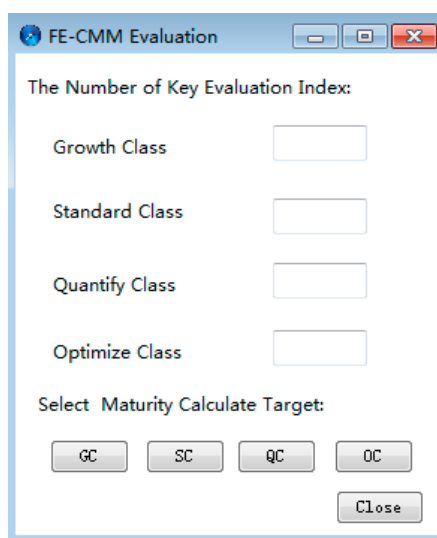 FE-CMM Evaluation
The Number of Key Evaluation Index:
Growth Class
Standard Class
Quantify Class
Optimize Class
Select Maturity Calculate Target:
GC SC QC OC
Close